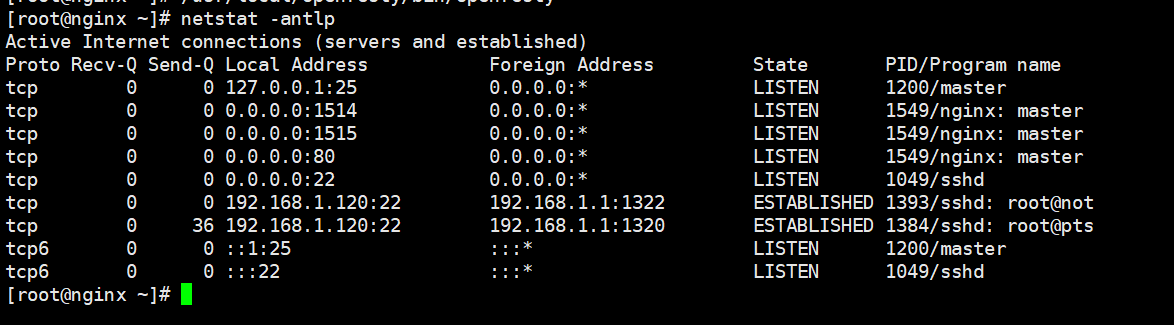 [root@nginx ~]# /usr/local/openresty/bin/openresty
[root@nginx ~]# netstat -antlp
Active Internet connections (servers and established)
Proto Recv-Q Send-Q Local Address           Foreign Address         State       PID/Program name
tcp        0      0 127.0.0.1:25            0.0.0.0:*               LISTEN      1200/master
tcp        0      0 0.0.0.0:1514            0.0.0.0:*               LISTEN      1549/nginx: master
tcp        0      0 0.0.0.0:1515            0.0.0.0:*               LISTEN      1549/nginx: master
tcp        0      0 0.0.0.0:80              0.0.0.0:*               LISTEN      1549/nginx: master
tcp        0      0 0.0.0.0:22              0.0.0.0:*               LISTEN      1049/sshd
tcp        0      0 192.168.1.120:22        192.168.1.1:1322        ESTABLISHED 1393/sshd: root@not
tcp        0     36 192.168.1.120:22        192.168.1.1:1320        ESTABLISHED 1384/sshd: root@pts
tcp6       0      0 ::1:25                  :::*                    LISTEN      1200/master
tcp6       0      0 :::22                   :::*                    LISTEN      1049/sshd
[root@nginx ~]#